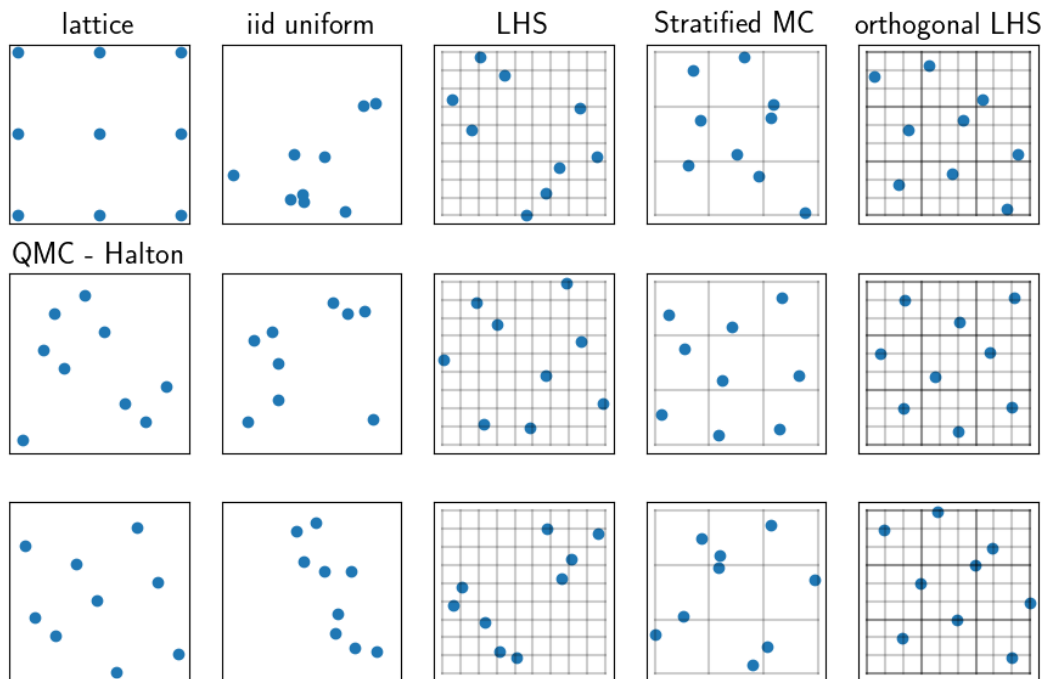 lattice
iid uniform
LHS
Stratified MC
orthogonal LHS
QMC - Halton